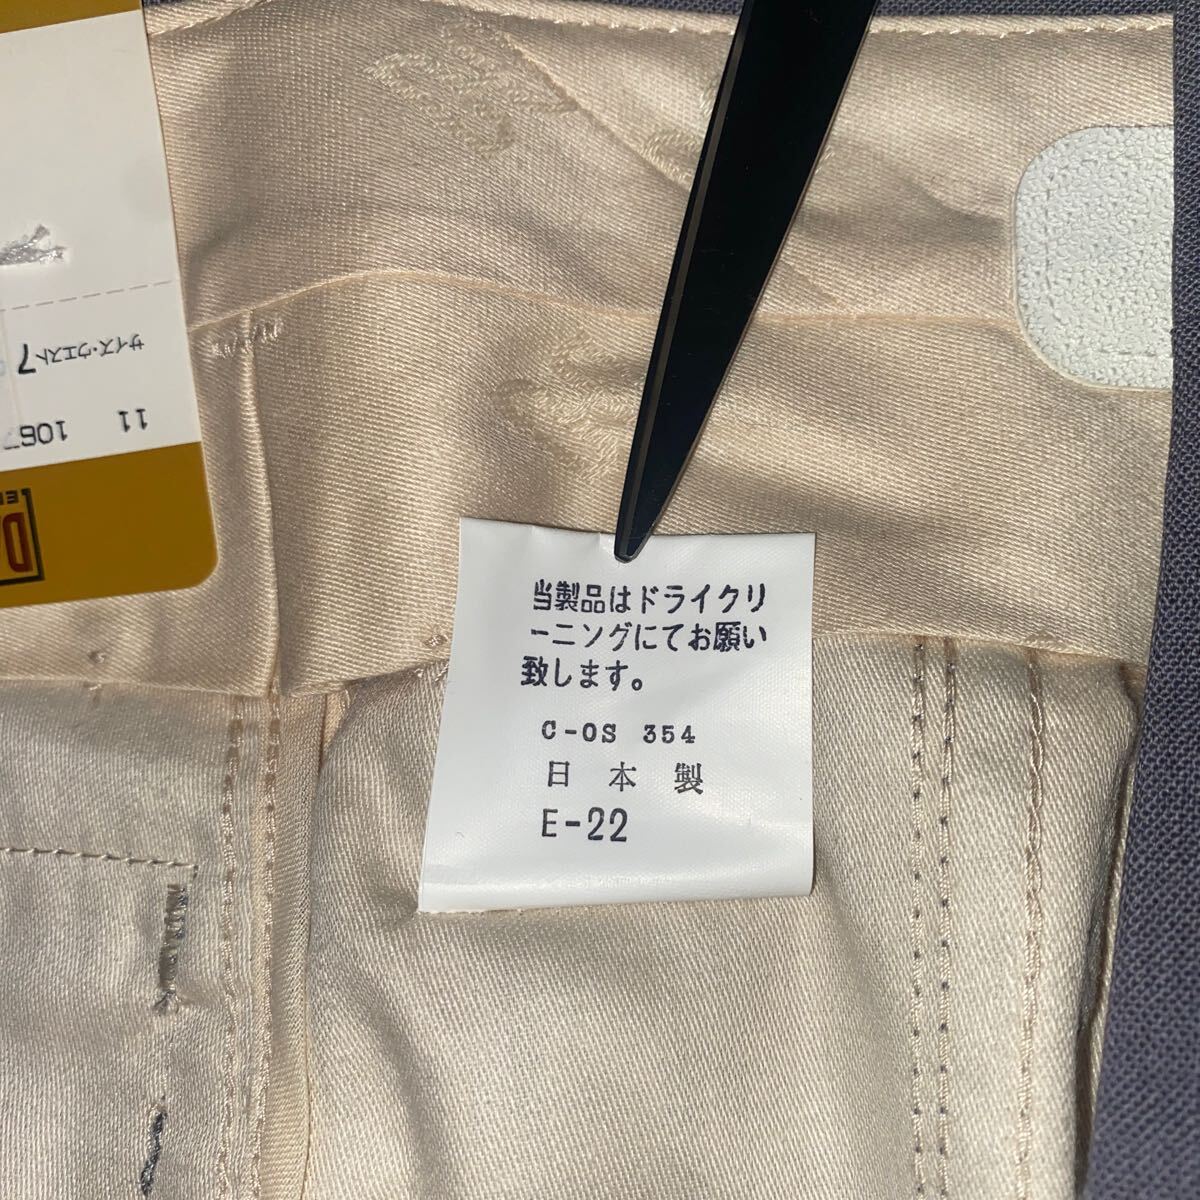 当製品はドライクリ
ーニングにてお願い
致します。
C-OS 354
日本製
E-22
サイズ・ウエスト7
11 1067